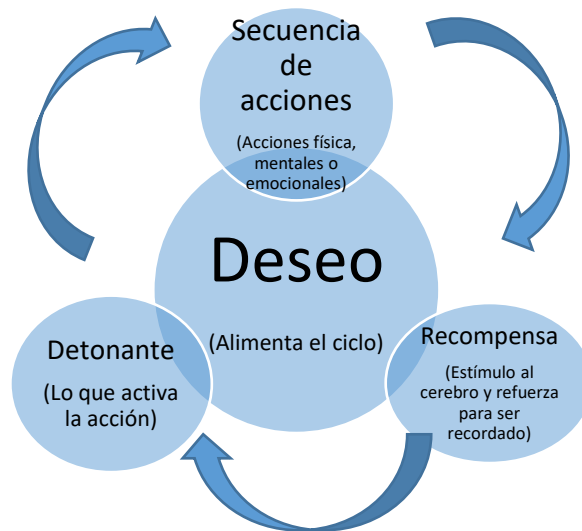 Secuencia
de
acciones
(Acciones física,
mentales o
emocionales)
Deseo
(Alimenta el ciclo)
Detonante
(Lo que activa
la acción)
Recompensa
(Estímulo al
cerebro y refuerza
para ser
recordado)